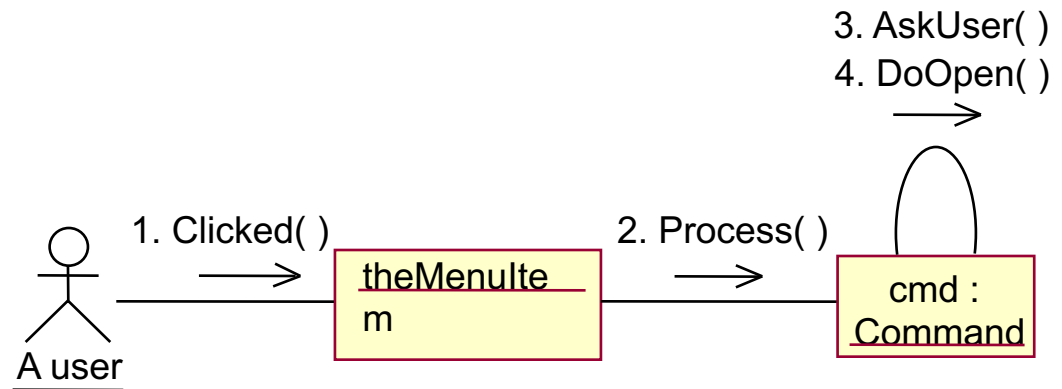 3. AskUser( )
4. DoOpen( )
1. Clicked( )
2. Process( )
theMenuIte
m
cmd :
Command
A user